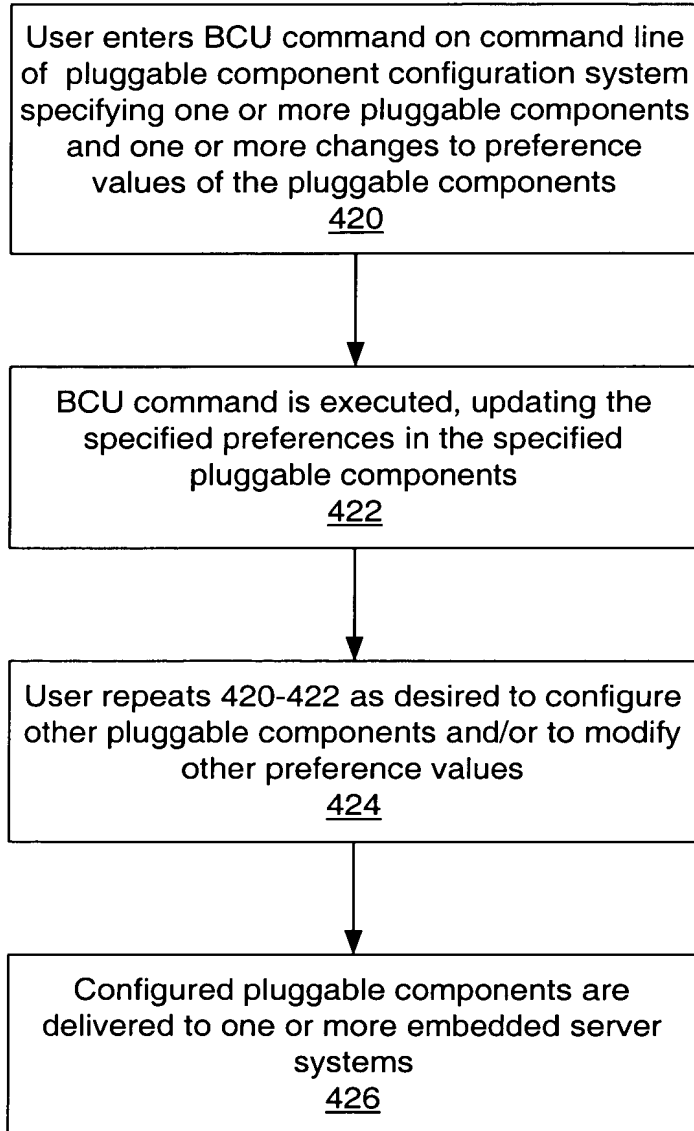 User enters BCU command on command line
of pluggable component configuration system
specifying one or more pluggable components
and one or more changes to preference
values of the pluggable components
420
BCU command is executed, updating the
specified preferences in the specified
pluggable components
422
User repeats 420-422 as desired to configure
other pluggable components and/or to modify
other preference values
424
Configured pluggable components are
delivered to one or more embedded server
systems
426